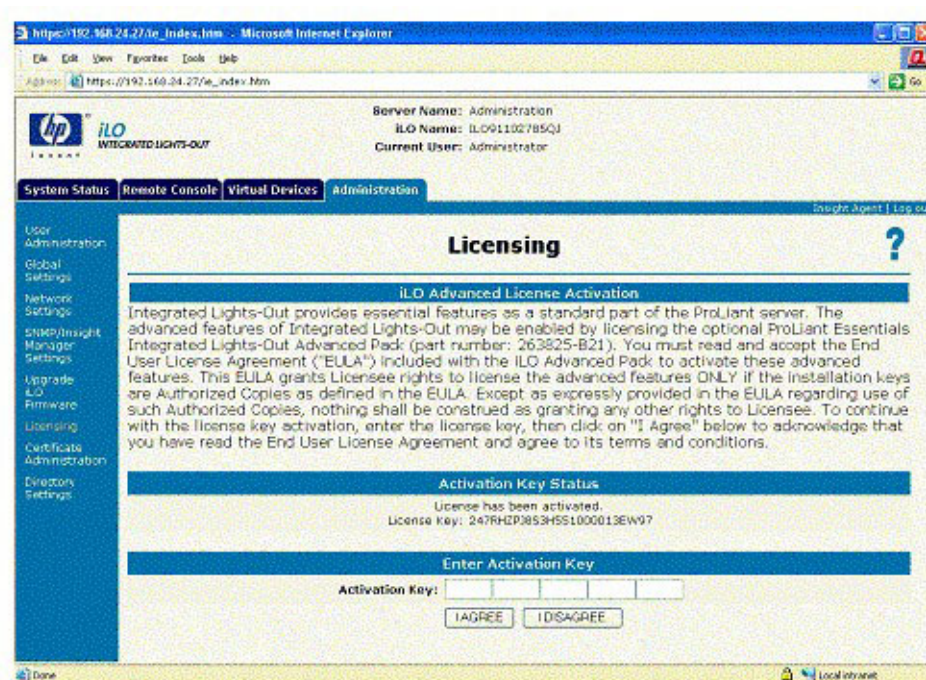 https://192.168.24.27/ie_index.htm - Microsoft Internet Explorer
File Edit View Favorites Tools Help
Address https://192.168.24.27/ie_index.htm Go
hp invent
iLO
INTEGRATED LIGHTS-OUT
Server Name: Administration
iLO Name:
Current User: Administrator
System Status Remote Console Virtual Devices Administration
Insight Agent | Log ou
User Administration
Global Settings
Network Settings
SNMP/Insight Manager Settings
Upgrade iLO Firmware
Licensing
Certificate Administration
Directory Settings
Licensing
?
iLO Advanced License Activation
Integrated Lights-Out provides essential features as a standard part of the ProLiant server. The
advanced features of Integrated Lights-Out may be enabled by licensing the optional ProLiant Essentials
Integrated Lights-Out Advanced Pack (part number: 263825-B21). You must read and accept the End
User License Agreement ("EULA") included with the iLO Advanced Pack to activate these advanced
features. This EULA grants Licensee rights to license the advanced features ONLY if the installation keys
are Authorized Copies as defined in the EULA. Except as expressly provided in the EULA regarding use of
such Authorized Copies, nothing shall be construed as granting any other rights to Licensee. To continue
with the license key activation, enter the license key, then click on "I Agree" below to acknowledge that
you have read the End User License Agreement and agree to its terms and conditions.
Activation Key Status
License has been activated.
License Key:
Enter Activation Key
Activation Key:
I AGREE I DISAGREE
Done
Local intranet